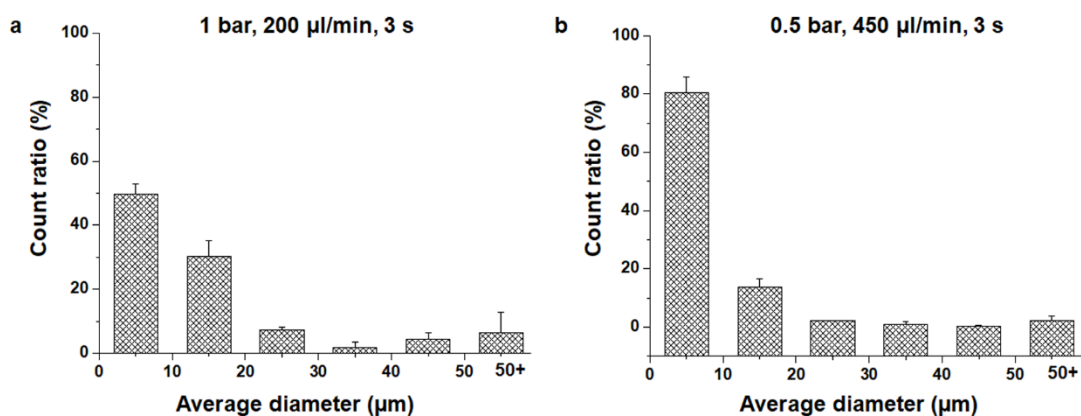 a
1 bar, 200 µl/min, 3 s
100
80
60
40
20
0
Count ratio (%)
0 10 20 30 40 50 50+
Average diameter (µm)
b
0.5 bar, 450 µl/min, 3 s
100
80
60
40
20
0
Count ratio (%)
0 10 20 30 40 50 50+
Average diameter (µm)